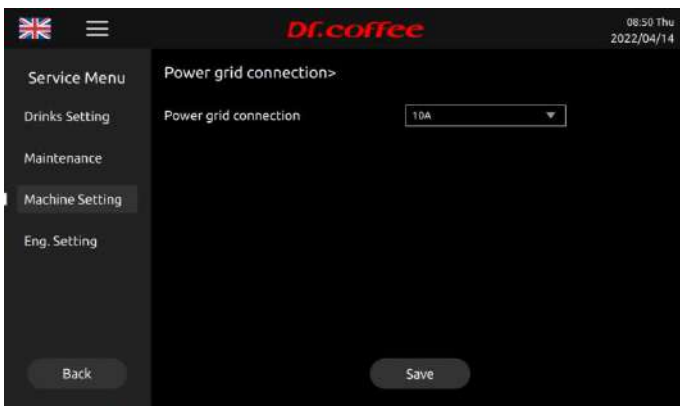 Dr.coffee
08:50 Thu
2022/04/14
Service Menu
Drinks Setting
Maintenance
Machine Setting
Eng. Setting
Back
Power grid connection>
Power grid connection
10A
Save